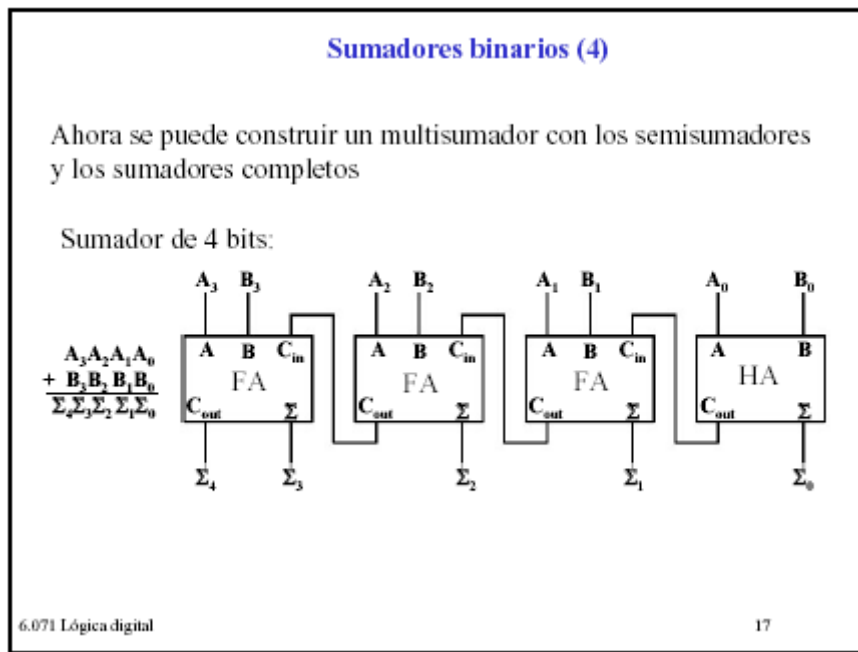 Sumadores binarios (4)
Ahora se puede construir un multisumador con los semisumadores
y los sumadores completos
Sumador de 4 bits:
A₃ B₃ A₂ B₂ A₁ B₁ A₀ B₀
A B Cᵢₙ A B Cᵢₙ A B Cᵢₙ A B
FA FA FA HA
Cₒᵤₜ Σ Cₒᵤₜ Σ Cₒᵤₜ Σ Cₒᵤₜ Σ
A₃A₂A₁A₀
+ B₃B₂B₁B₀
Σ₄Σ₃Σ₂Σ₁Σ₀
Σ₄ Σ₃ Σ₂ Σ₁ Σ₀
6.071 Lógica digital 17